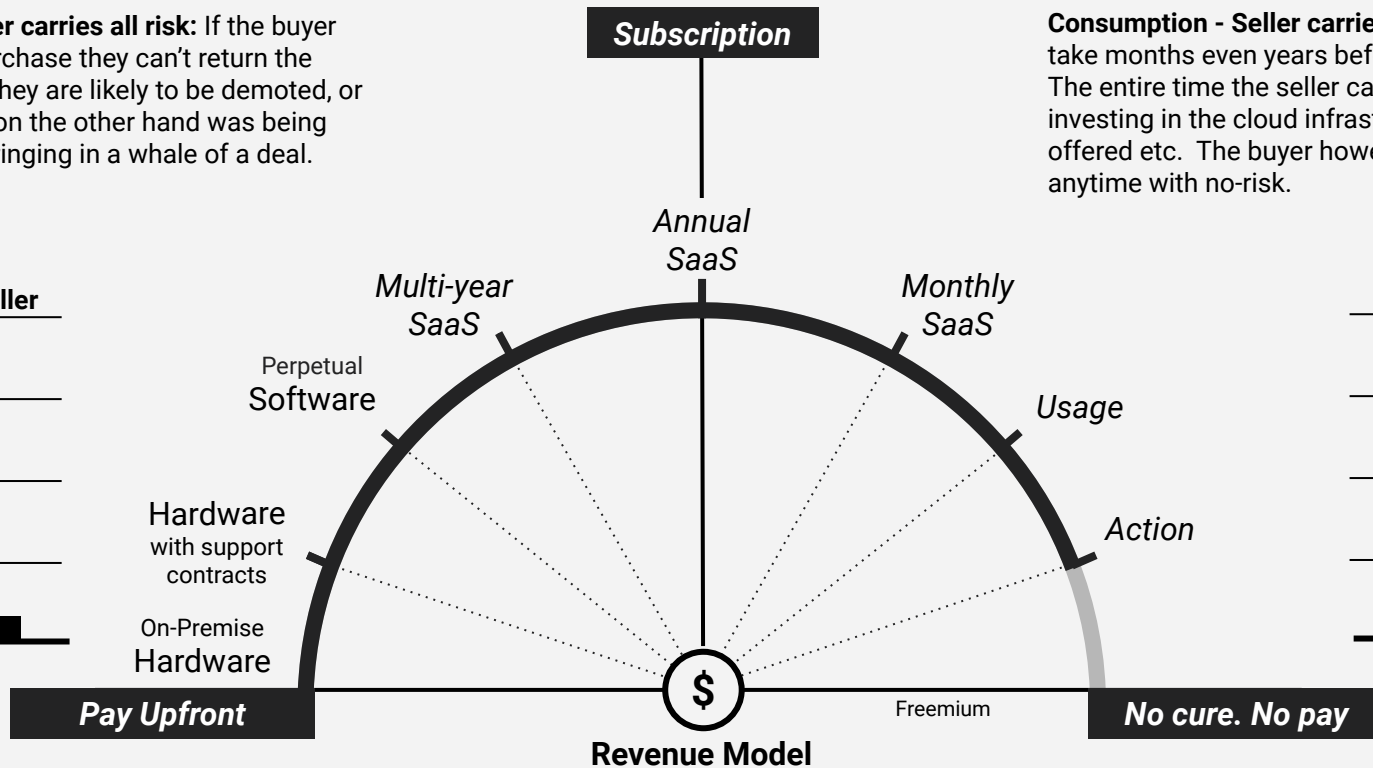 er carries all risk: If the buyer
rchase they can’t return the
hey are likely to be demoted, or
on the other hand was being
inging in a whale of a deal.
Subscription
Consumption - Seller carrie
take months even years bef
The entire time the seller ca
investing in the cloud infrast
offered etc. The buyer howe
anytime with no-risk.
ller
Annual
SaaS
Multi-year
SaaS
Monthly
SaaS
Perpetual
Software
Usage
Hardware
with support
contracts
Action
On-Premise
Hardware
Pay Upfront
$
Freemium
No cure. No pay
Revenue Model